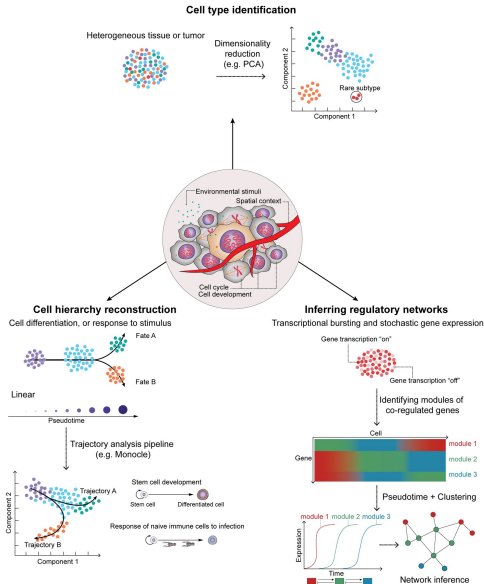 Cell type identification
Heterogeneous tissue or tumor
Dimensionality
reduction
(e.g. PCA)
Component 2
Rare subtype
Component 1
Environmental stimuli
Spatial context
Cell cycle
Cell development
Cell hierarchy reconstruction
Cell differentiation, or response to stimulus
Fate A
Fate B
Linear
Pseudotime
Trajectory analysis pipeline
(e.g. Monocle)
Component 2
Trajectory A
Trajectory B
Component 1
Stem cell development
Stem cell
Differentiated cell
Response of naive immune cells to infection
Inferring regulatory networks
Transcriptional bursting and stochastic gene expression
Gene transcription "on"
Gene transcription "off"
Identifying modules of
co-regulated genes
Cell
Gene
module 1
module 2
module 3
Pseudotime + Clustering
module 1 module 2 module 3
Expression
Time
Network inference